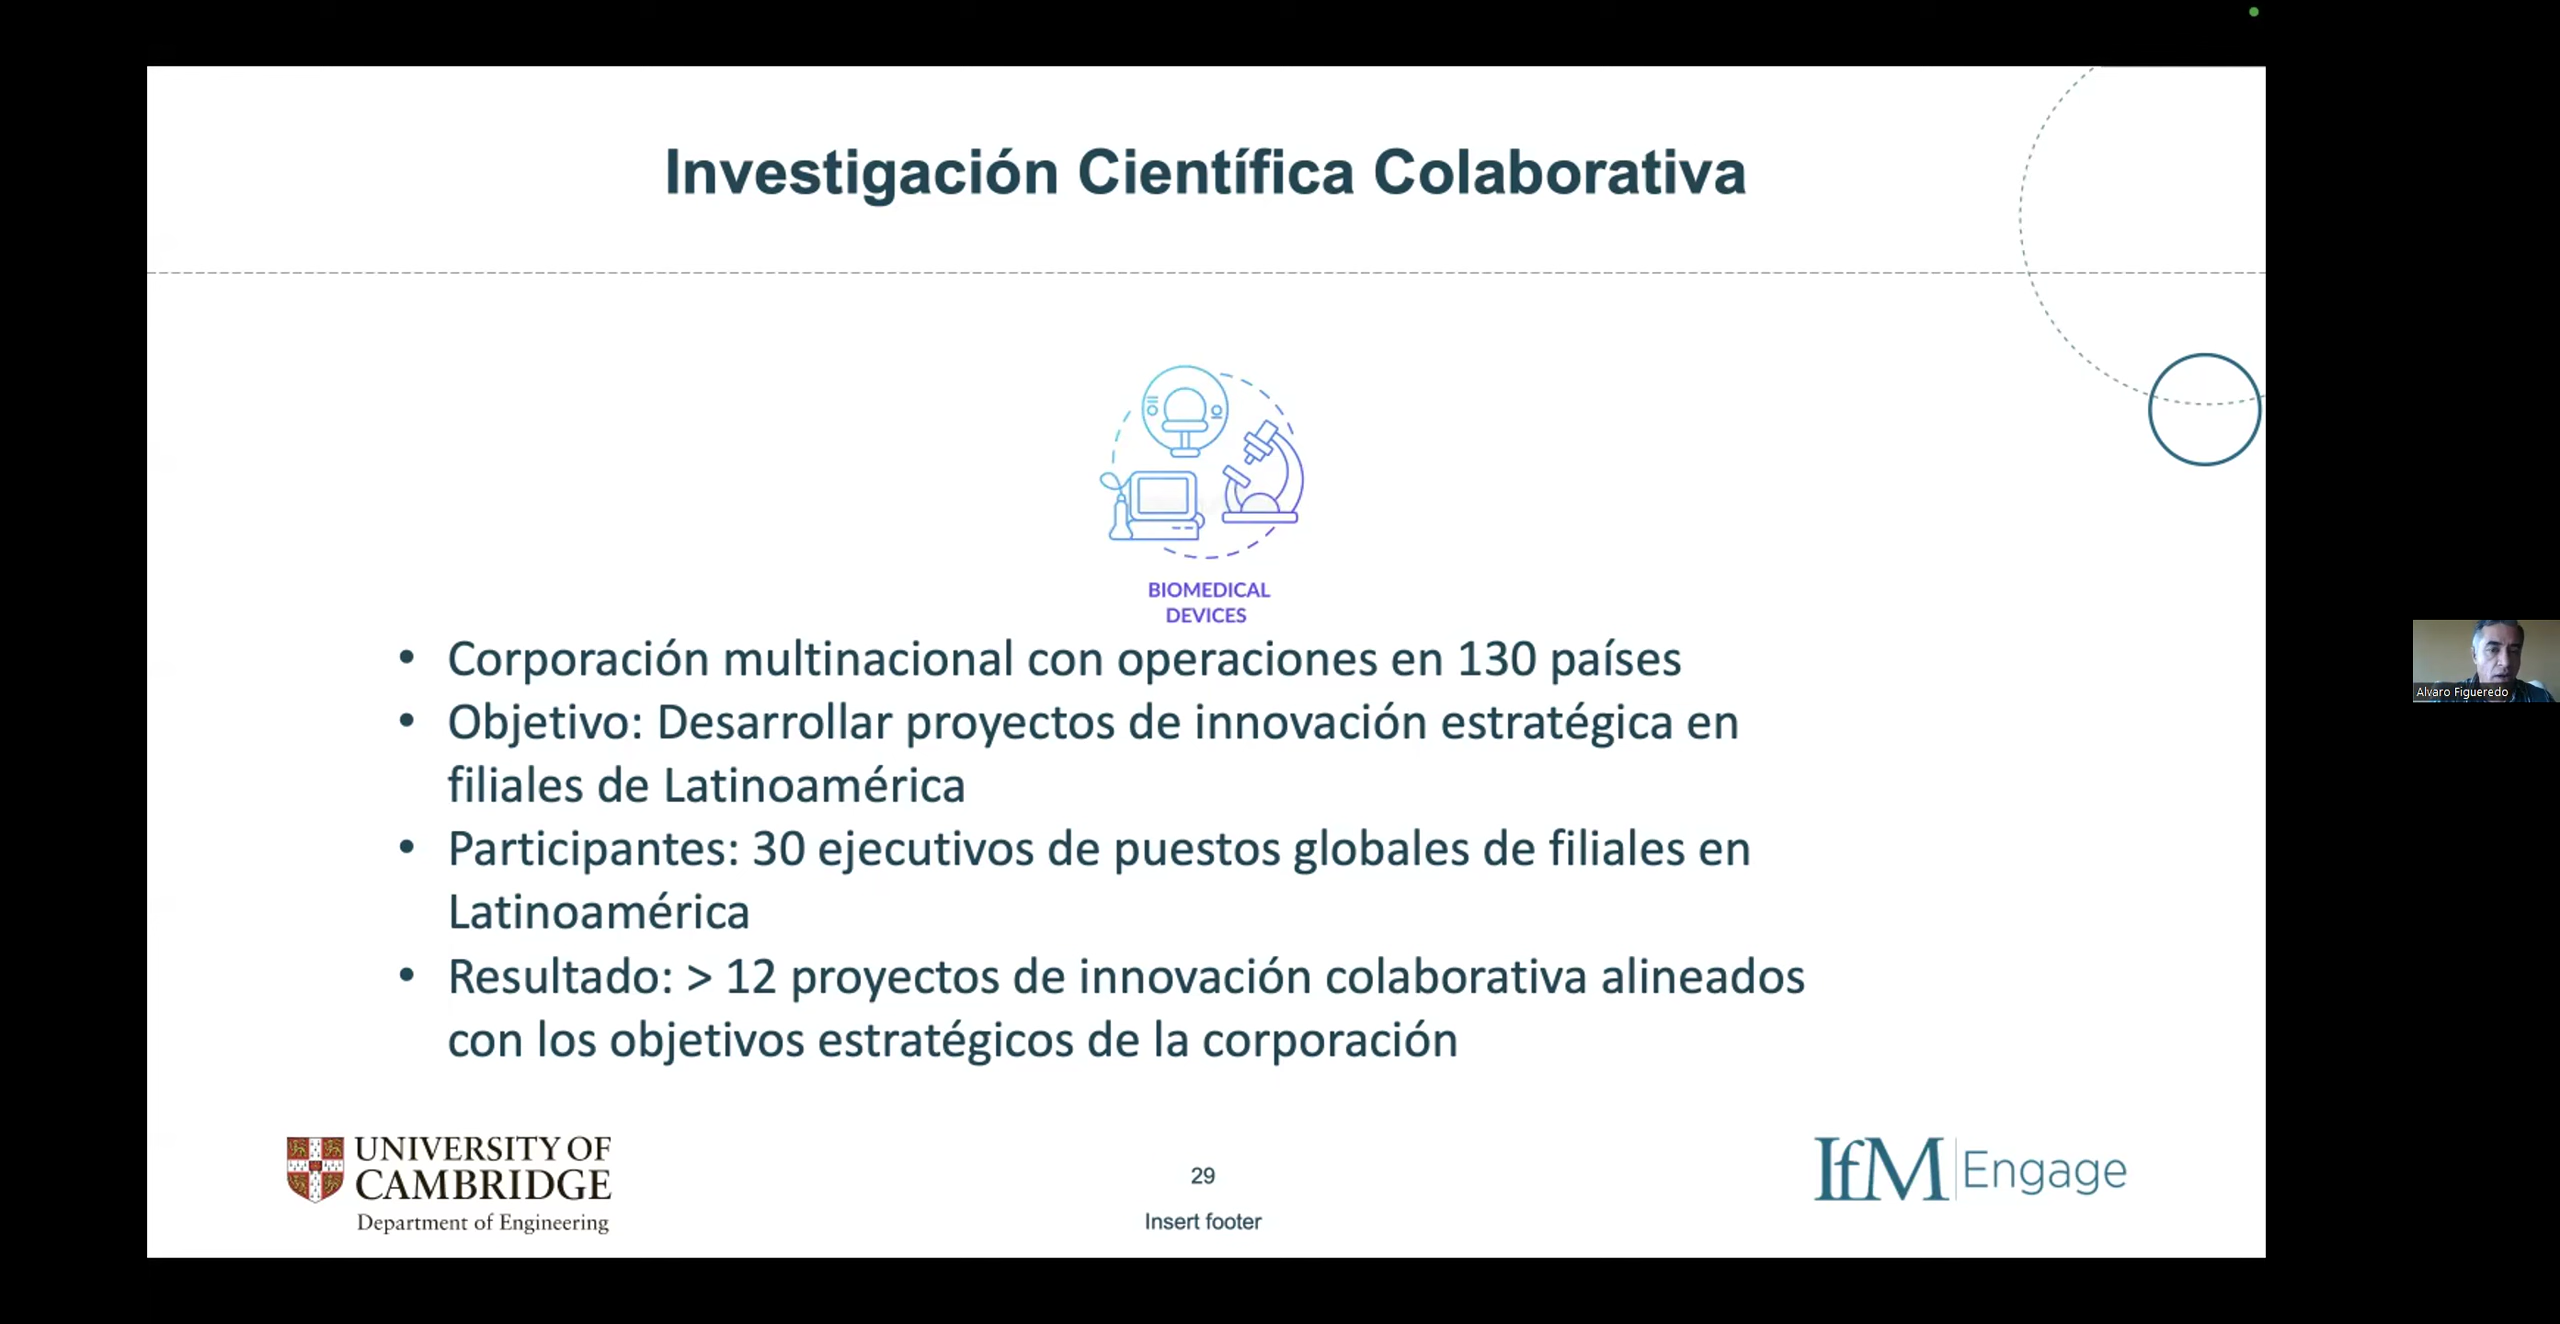 Investigación Científica Colaborativa
BIOMEDICAL
DEVICES
• Corporación multinacional con operaciones en 130 países
• Objetivo: Desarrollar proyectos de innovación estratégica en
filiales de Latinoamérica
• Participantes: 30 ejecutivos de puestos globales de filiales en
Latinoamérica
• Resultado: > 12 proyectos de innovación colaborativa alineados
con los objetivos estratégicos de la corporación
Alvaro Figueredo
UNIVERSITY OF
CAMBRIDGE
Department of Engineering
29
Insert footer
IfM Engage